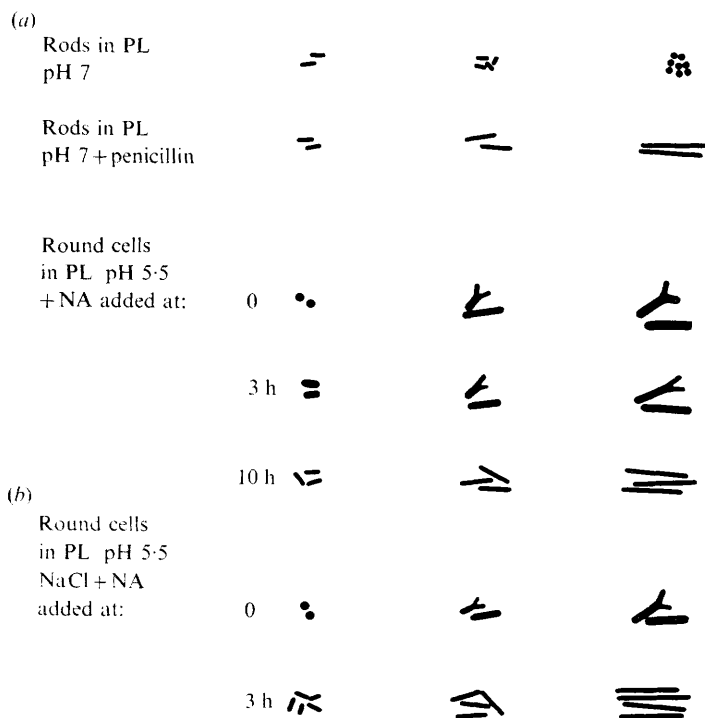 (a)
Rods in PL
pH 7
Rods in PL
pH 7+penicillin
Round cells
in PL pH 5·5
+NA added at: 0
3 h
10 h
(b)
Round cells
in PL pH 5·5
NaCl+NA
added at: 0
3 h